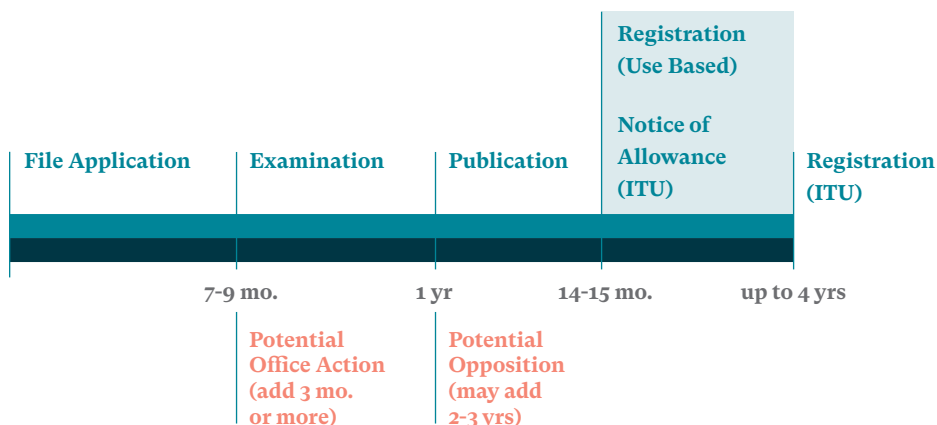 Registration
(Use Based)
Notice of
Allowance
(ITU)
File Application
Examination
Publication
Registration
(ITU)
7-9 mo.
1 yr
14-15 mo.
up to 4 yrs
Potential
Office Action
(add 3 mo.
or more)
Potential
Opposition
(may add
2-3 yrs)